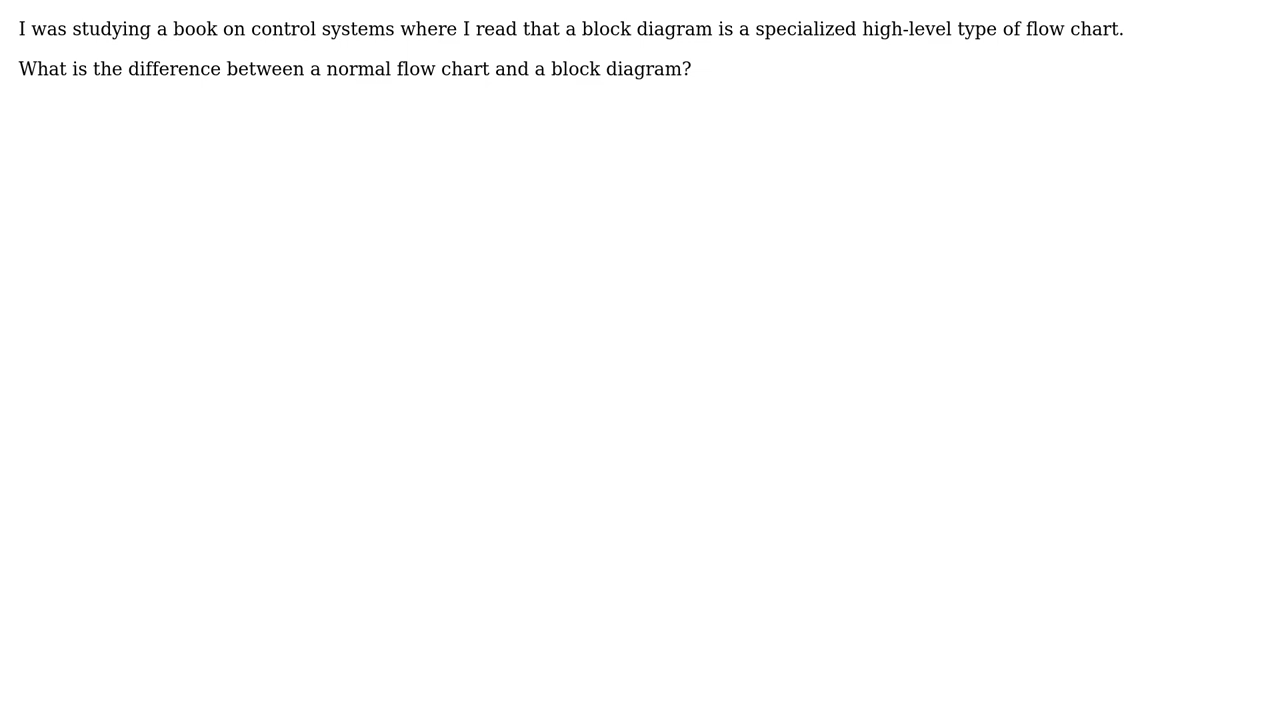 I was studying a book on control systems where I read that a block diagram is a specialized high-level type of flow chart.
What is the difference between a normal flow chart and a block diagram?